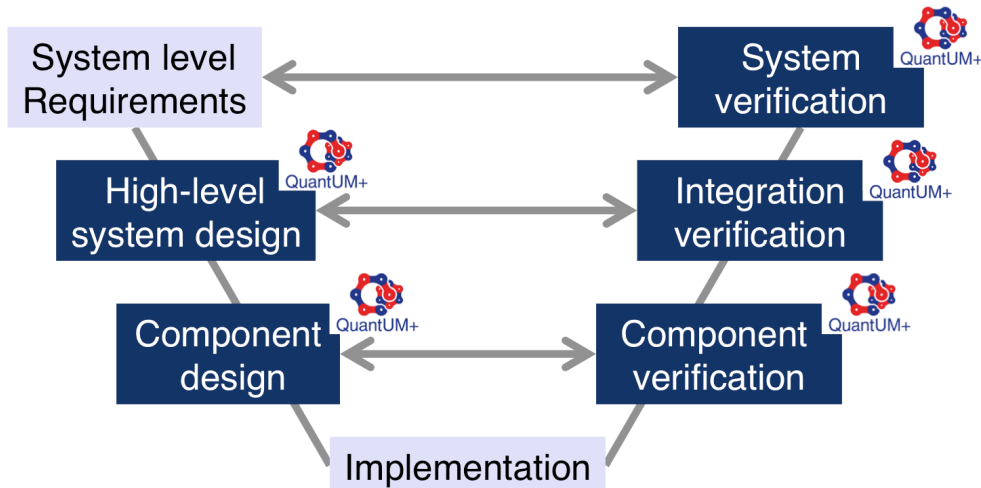 System level
Requirements
System
verification
QuantUM+
High-level
system design
QuantUM+
Integration
verification
QuantUM+
Component
design
QuantUM+
Component
verification
QuantUM+
Implementation